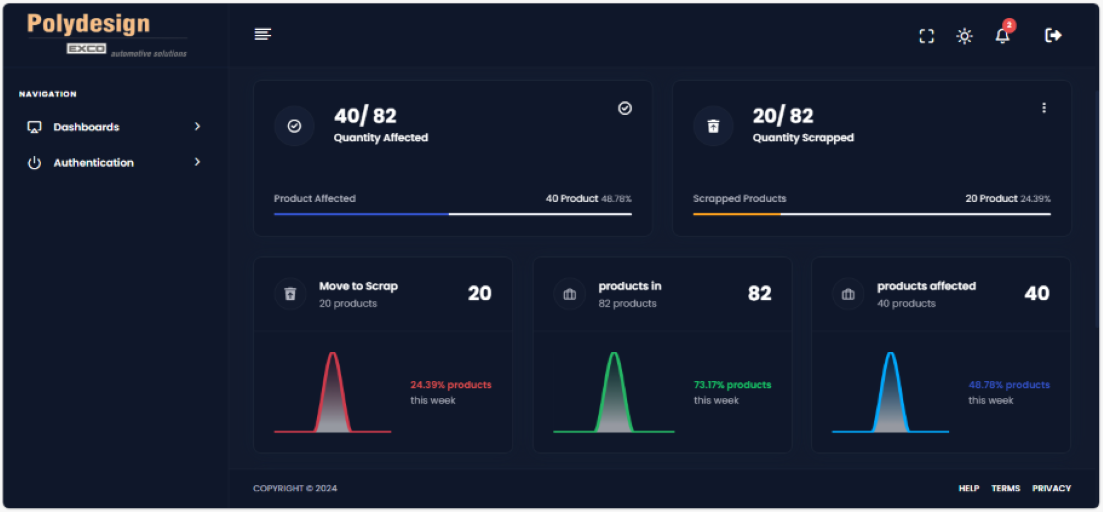 Polydesign
EXCO automotive solutions
2
NAVIGATION
Dashboards
Authentication
40/ 82
Quantity Affected
Product Affected
40 Product 48.78%
20/ 82
Quantity Scrapped
Scrapped Products
20 Product 24.39%
Move to Scrap
20 products
20
24.39% products
this week
products in
82 products
82
73.17% products
this week
products affected
40 products
40
48.78% products
this week
COPYRIGHT © 2024
HELP TERMS PRIVACY